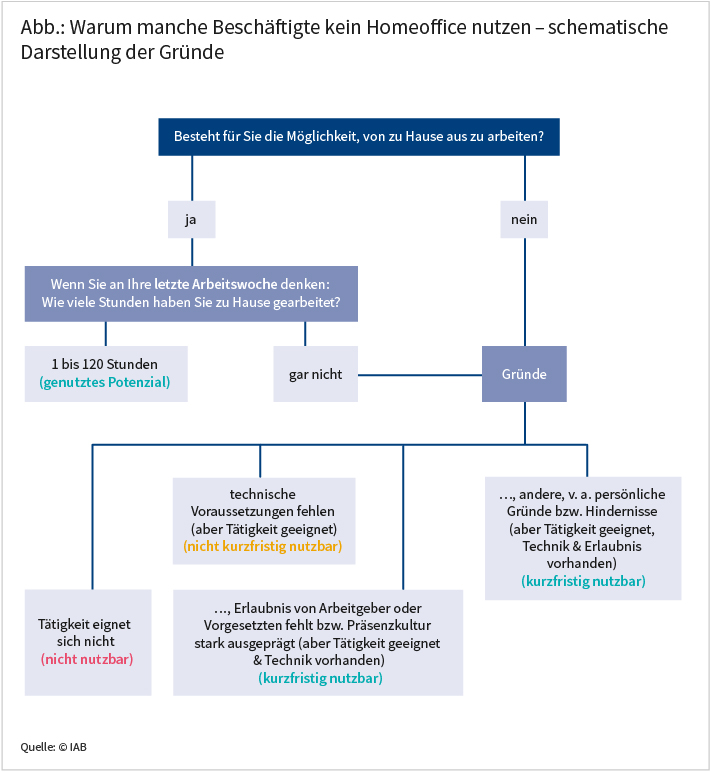 Abb.: Warum manche Beschäftigte kein Homeoffice nutzen – schematische
Darstellung der Gründe
Besteht für Sie die Möglichkeit, von zu Hause aus zu arbeiten?
ja
nein
Wenn Sie an Ihre letzte Arbeitswoche denken:
Wie viele Stunden haben Sie zu Hause gearbeitet?
1 bis 120 Stunden
(genutztes Potenzial)
gar nicht
Gründe
technische
Voraussetzungen fehlen
(aber Tätigkeit geeignet)
(nicht kurzfristig nutzbar)
…, andere, v. a. persönliche
Gründe bzw. Hindernisse
(aber Tätigkeit geeignet,
Technik & Erlaubnis
vorhanden)
(kurzfristig nutzbar)
Tätigkeit eignet
sich nicht
(nicht nutzbar)
…, Erlaubnis von Arbeitgeber oder
Vorgesetzten fehlt bzw. Präsenzkultur
stark ausgeprägt (aber Tätigkeit geeignet
& Technik vorhanden)
(kurzfristig nutzbar)
Quelle: © IAB